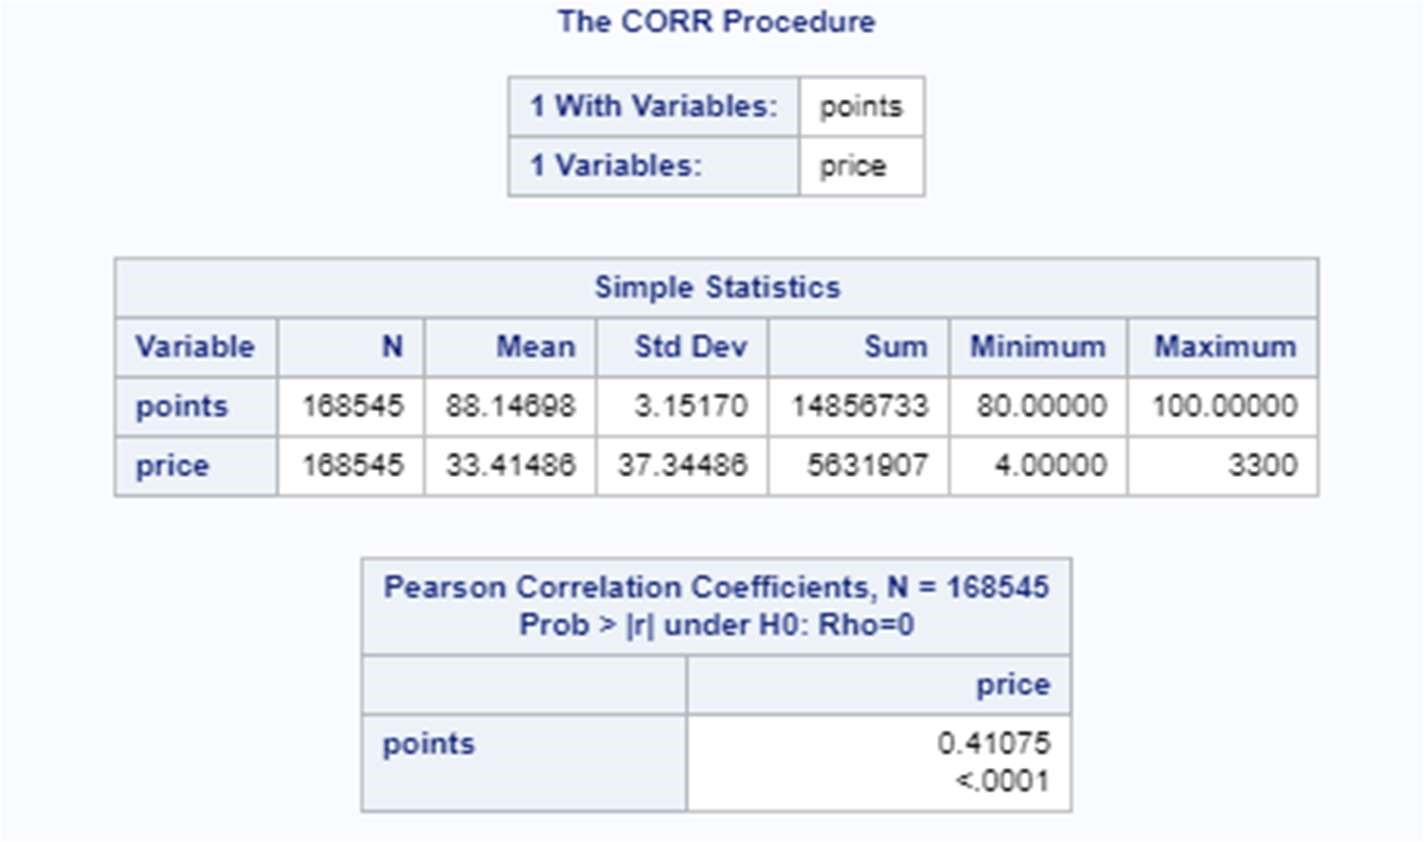 The CORR Procedure
1 With Variables: points
1 Variables: price
Simple Statistics
Variable N Mean Std Dev Sum Minimum Maximum
points 168545 88.14698 3.15170 14856733 80.00000 100.00000
price 168545 33.41486 37.34486 5631907 4.00000 3300
Pearson Correlation Coefficients, N = 168545
Prob > |r| under H0: Rho=0
price
points 0.41075
<.0001